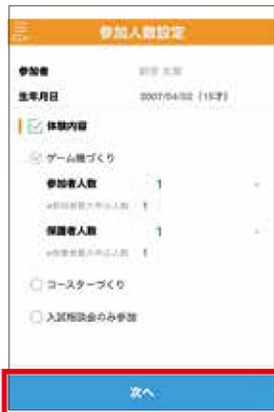 参加人数設定
参加者
生年月日 2007/04/02 (15才)
体験内容
ゲーム機づくり
参加者人数 1
1
保護者人数 1
1
コースターづくり
入試相談会のみ参加
次へ